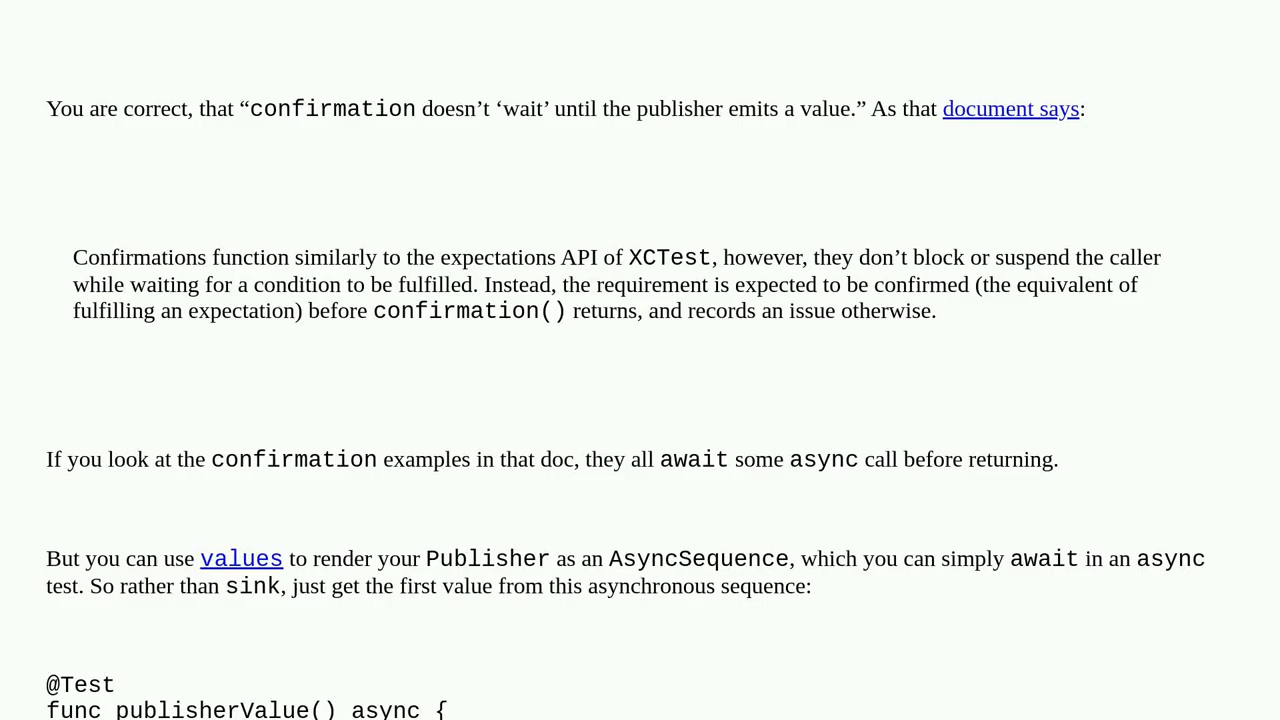 You are correct, that “confirmation doesn’t ‘wait’ until the publisher emits a value.” As that document says:
Confirmations function similarly to the expectations API of XCTest, however, they don’t block or suspend the caller
while waiting for a condition to be fulfilled. Instead, the requirement is expected to be confirmed (the equivalent of
fulfilling an expectation) before confirmation() returns, and records an issue otherwise.
If you look at the confirmation examples in that doc, they all await some async call before returning.
But you can use values to render your Publisher as an AsyncSequence, which you can simply await in an async
test. So rather than sink, just get the first value from this asynchronous sequence:
@Test
func publisherValue() async {